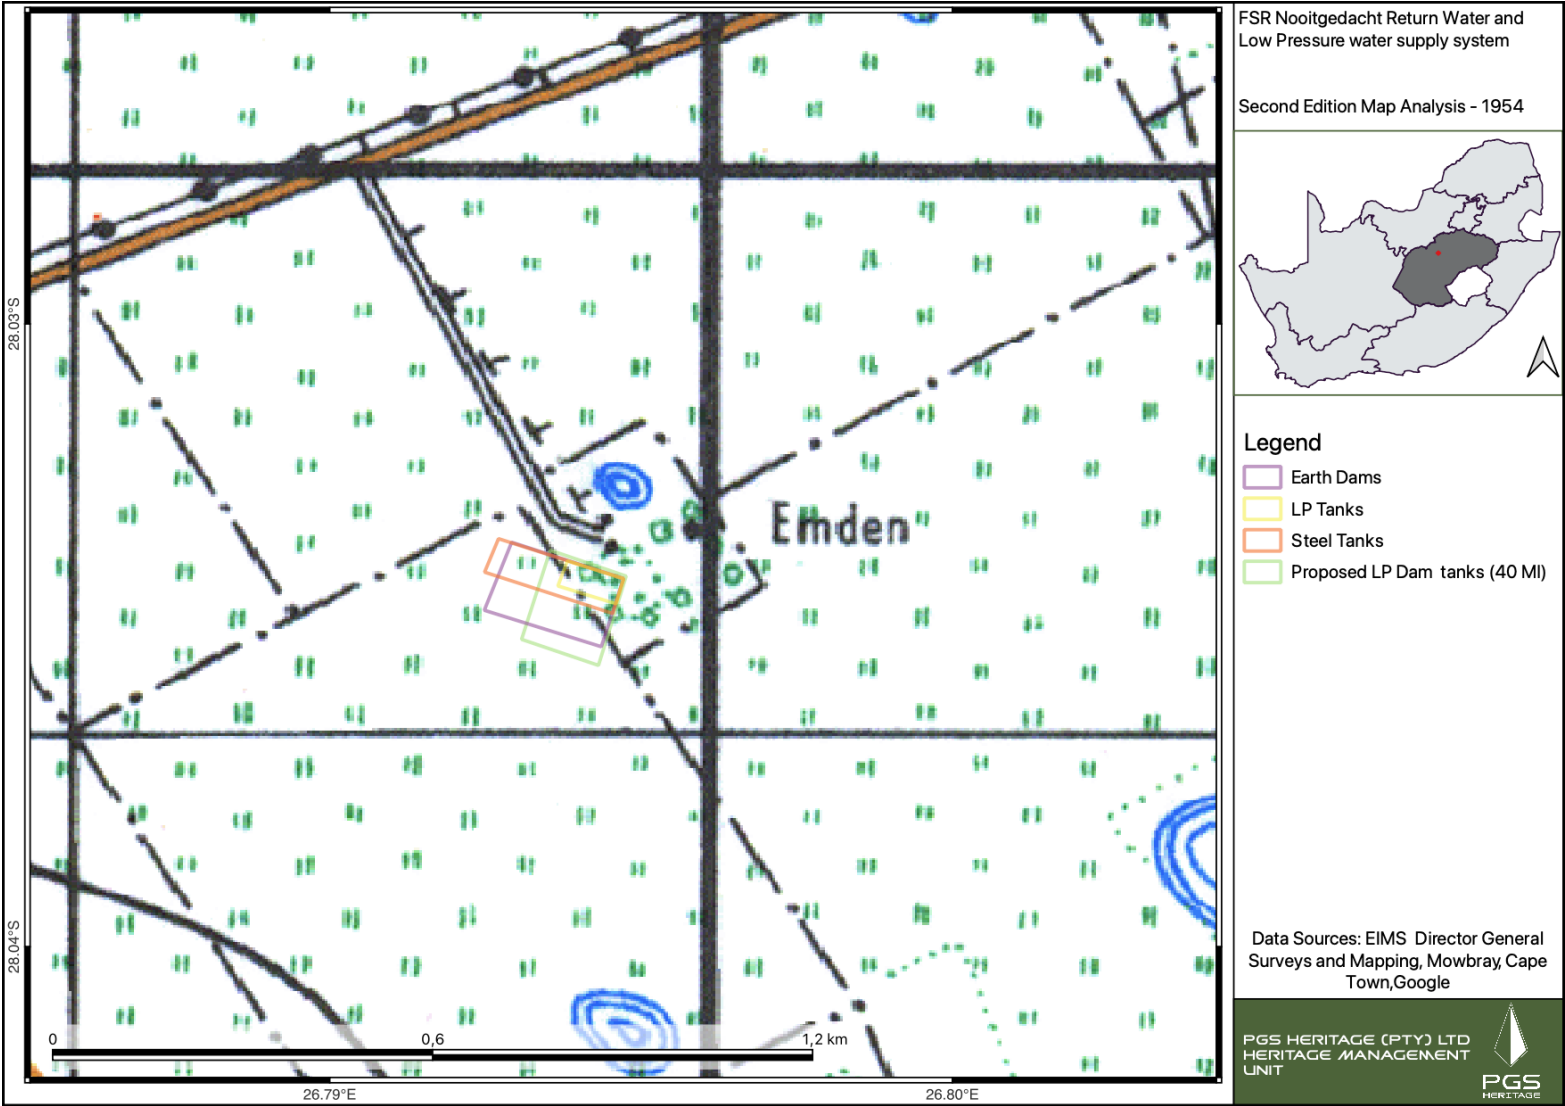 FSR Nooitgedacht Return Water and
Low Pressure water supply system
Second Edition Map Analysis - 1954
28.03°S
Emden
Legend
Earth Dams
LP Tanks
Steel Tanks
Proposed LP Dam tanks (40 Ml)
28.04°S
Data Sources: EIMS Director General
Surveys and Mapping, Mowbray, Cape
Town,Google
0
0,6
1,2 km
26.79°E
26.80°E
PGS HERITAGE (PTY) LTD
HERITAGE MANAGEMENT
UNIT
PGS
HERITAGE